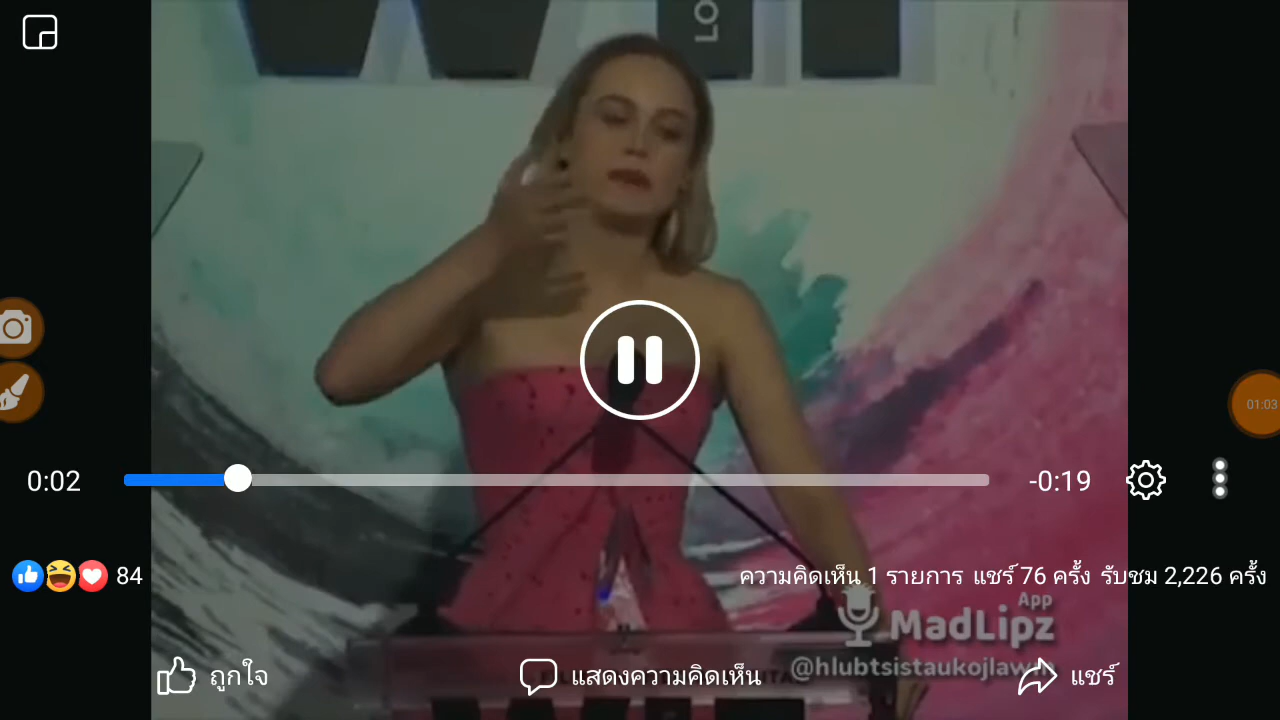 LO
01:03
0:02
-0:19
84
ความคิดเห็น 1 รายการ แชร์ 76 ครั้ง รับชม 2,226 ครั้ง
App
MadLipz
@hlubtsistaukojlawm
ถูกใจ
แสดงความคิดเห็น
แชร์